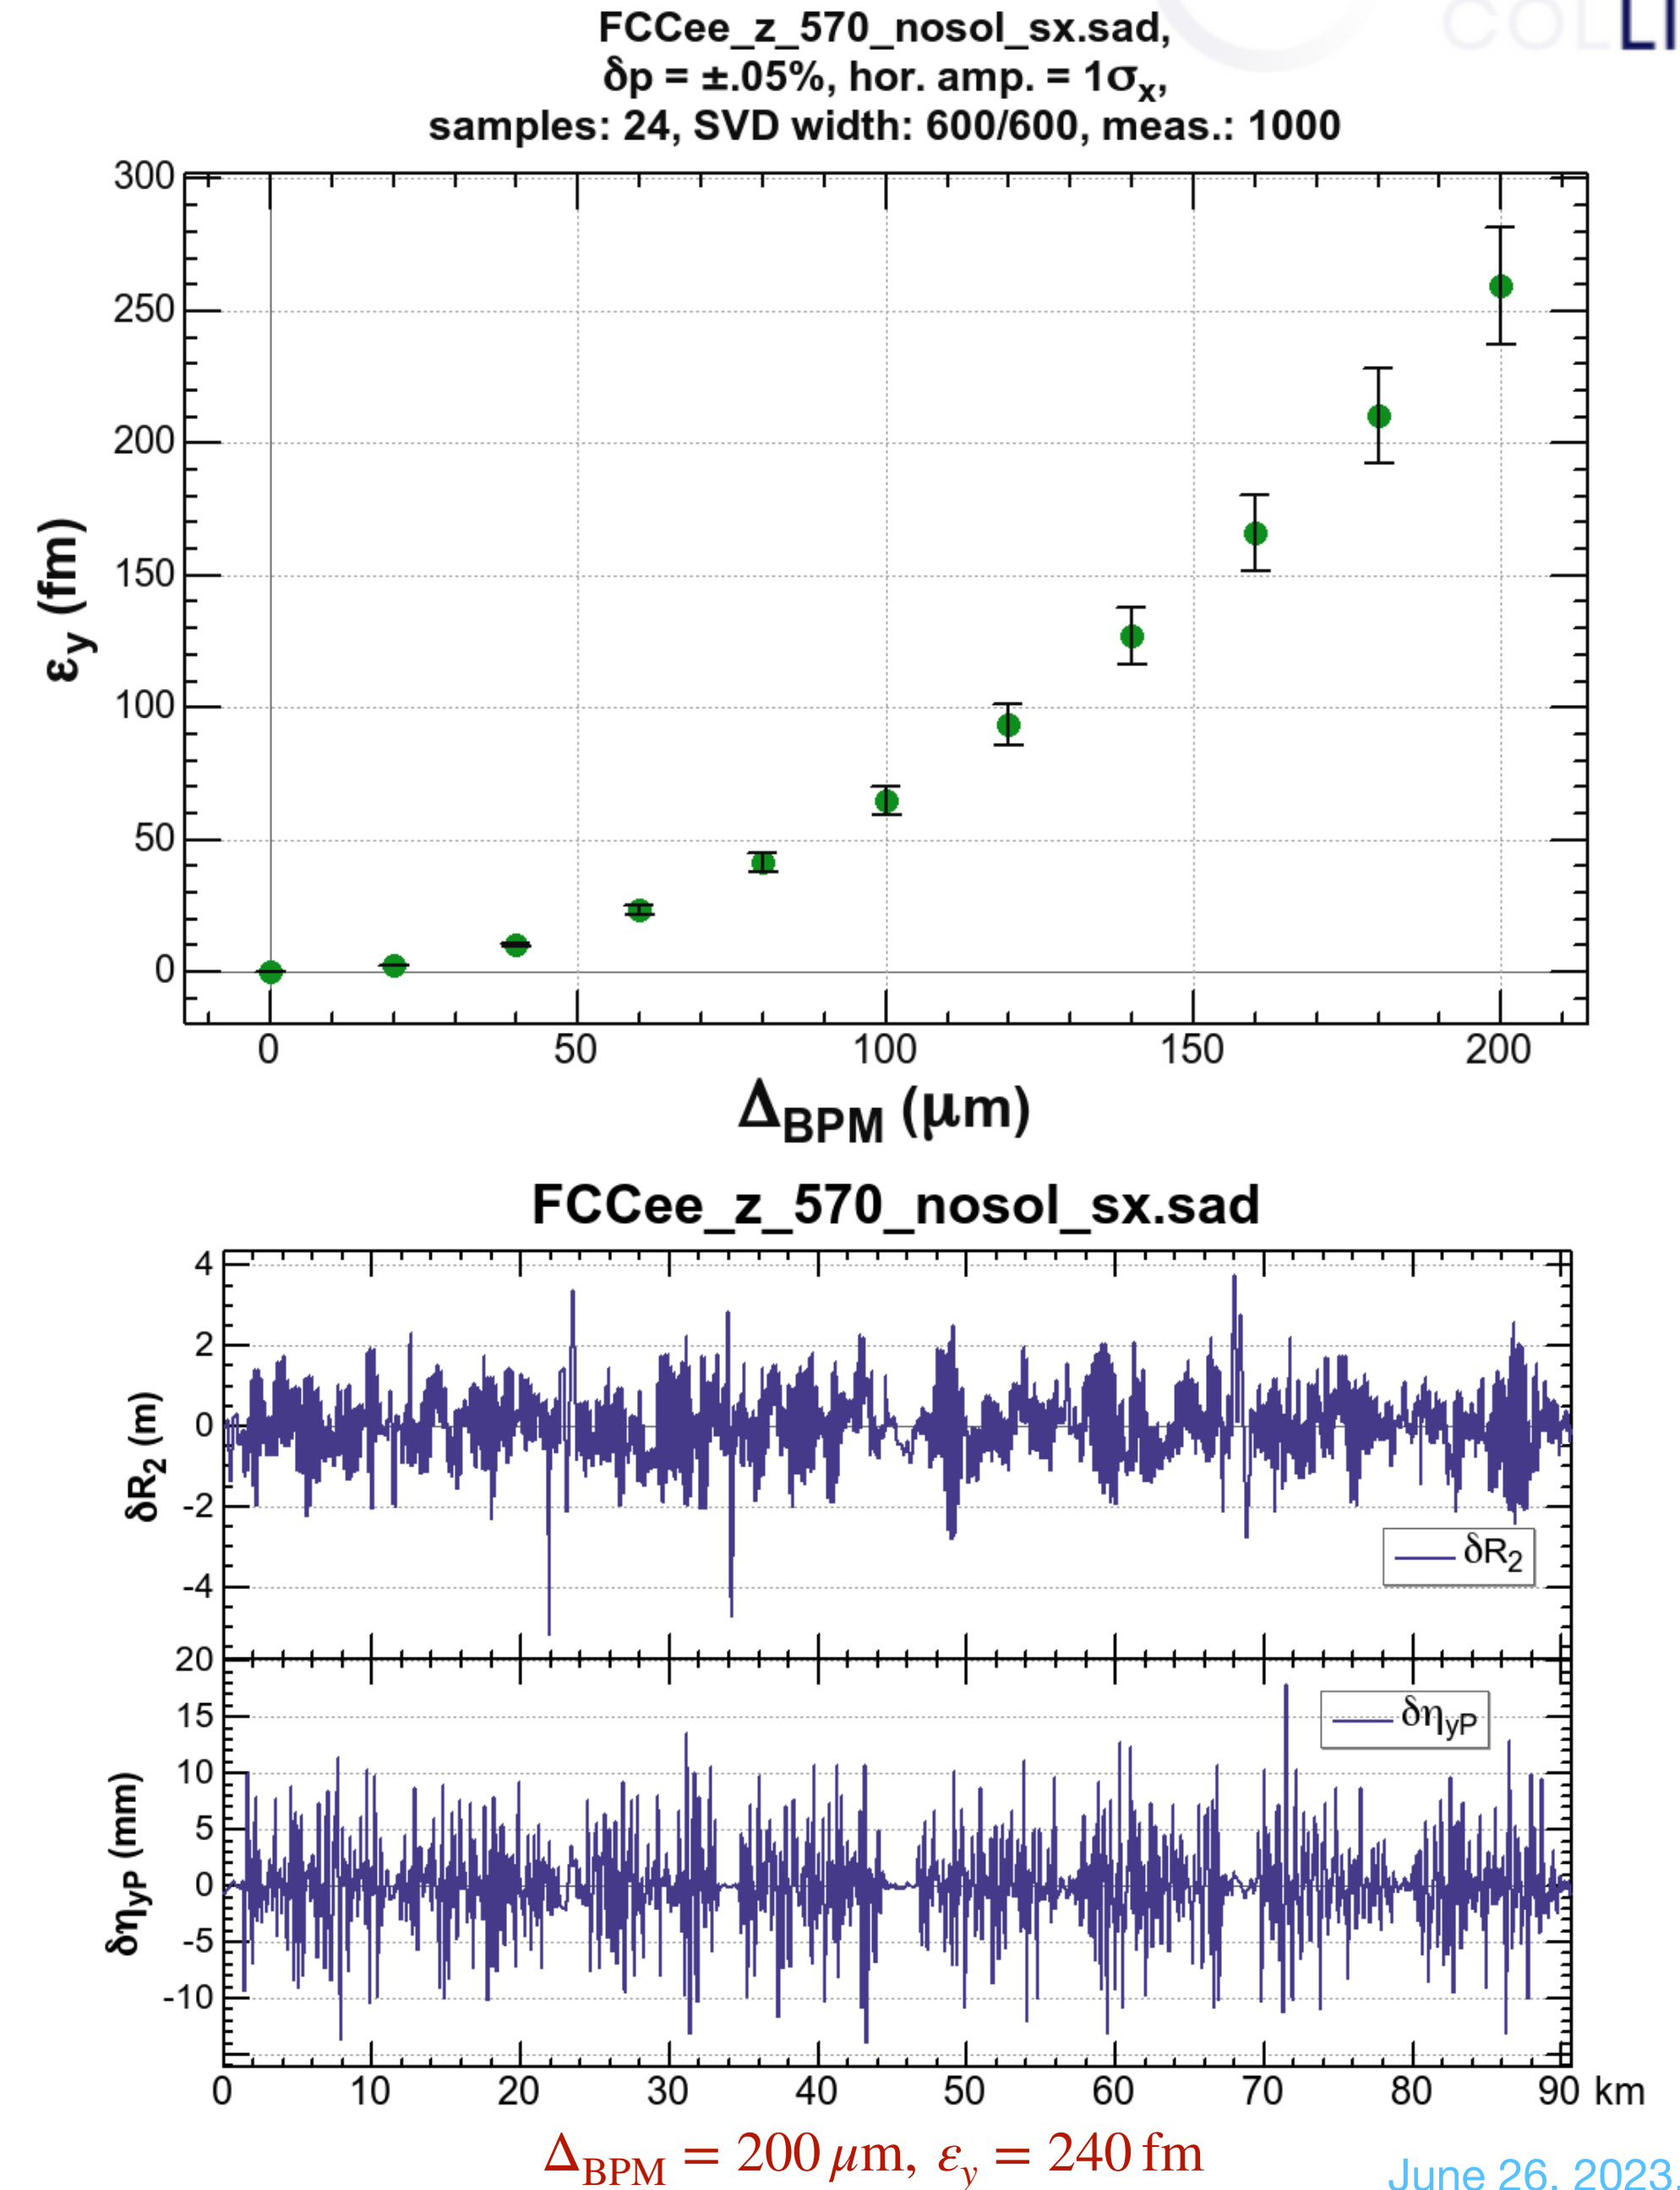 COLLI
FCCee_z_570_nosol_sx.sad,
δp = ±.05%, hor. amp. = 1σx,
samples: 24, SVD width: 600/600, meas.: 1000
300
250
200
150
100
50
0
εy (fm)
0 50 100 150 200
ΔBPM (μm)
FCCee_z_570_nosol_sx.sad
4
2
0
-2
-4
δR2 (m)
δR2
20
15
10
5
0
-5
-10
δηyP (mm)
δηyP
0 10 20 30 40 50 60 70 80 90 km
ΔBPM = 200 μm, εy = 240 fm
June 26, 2023,